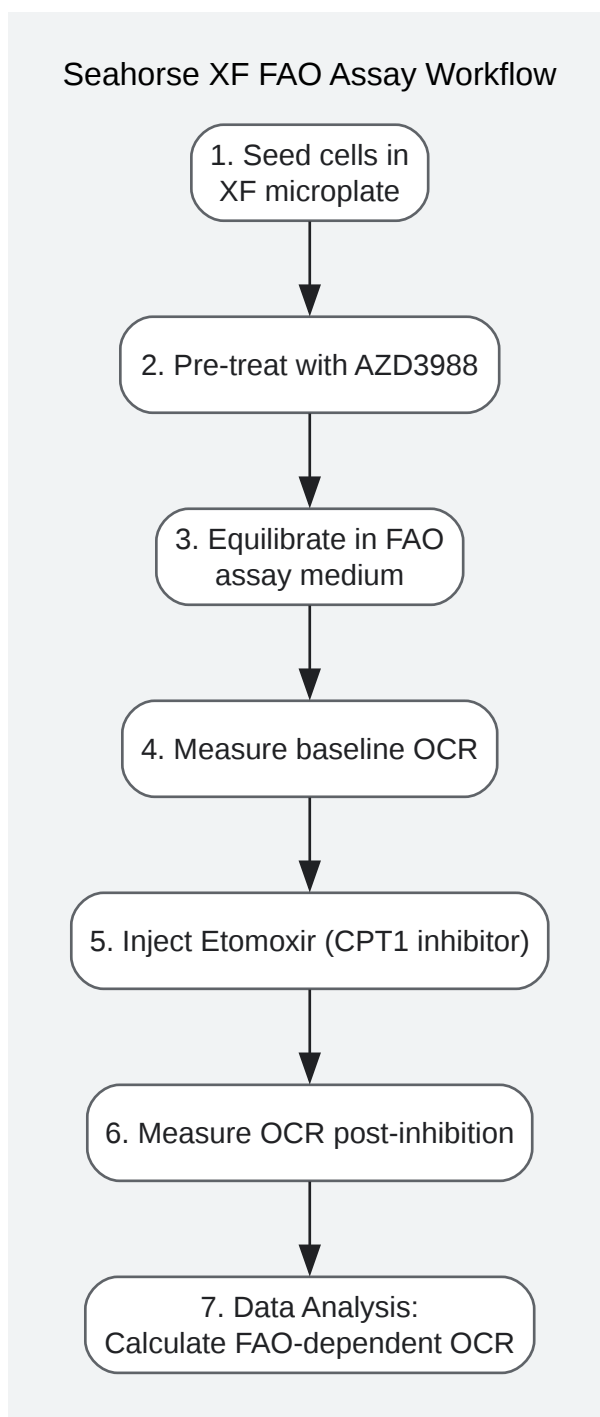 Seahorse XF FAO Assay Workflow
1. Seed cells in
XF microplate
2. Pre-treat with AZD3988
3. Equilibrate in FAO
assay medium
4. Measure baseline OCR
5. Inject Etomoxir (CPT1 inhibitor)
6. Measure OCR post-inhibition
7. Data Analysis:
Calculate FAO-dependent OCR